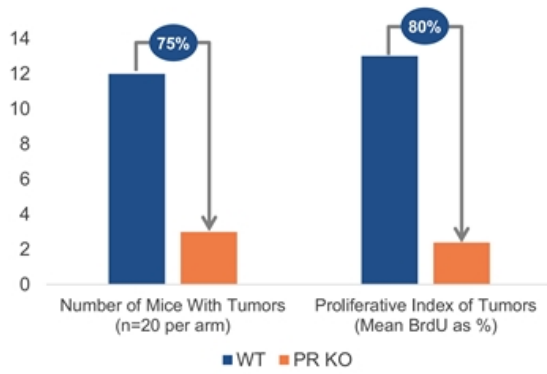 75%
80%
14
12
10
8
6
4
2
0
Number of Mice With Tumors
(n=20 per arm)
Proliferative Index of Tumors
(Mean BrdU as %)
WT PR KO